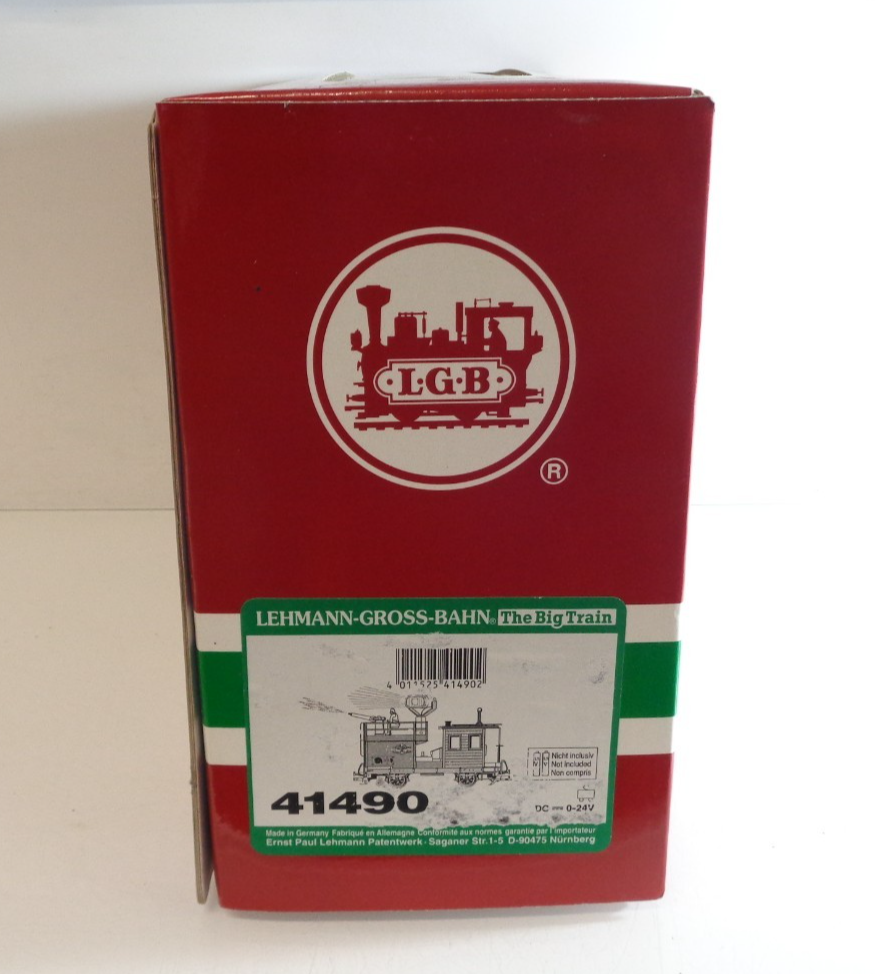 L·G·B
®
LEHMANN-GROSS-BAHN® The Big Train
4 011525 414902
Nicht inclusiv
Not included
Non compris
41490
DC 0-24V
Made in Germany Fabriqué en Allemagne Conformité aux normes garantie par l'importateur
Ernst Paul Lehmann Patentwerk · Saganer Str. 1-5 D-90475 Nürnberg